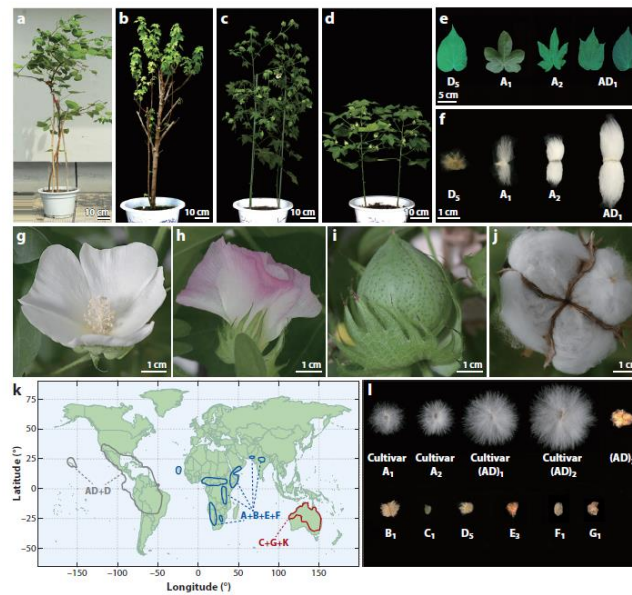 a
b
c
d
10 cm
10 cm
10 cm
10 cm
e
D5 A1 A2 AD1
5 cm
f
D5 A1 A2 AD1
1 cm
g
h
i
j
1 cm
1 cm
1 cm
1 cm
k
75
50
25
0
−25
−50
Latitude (°)
AD+D
A+B+E+F
C+G+K
−150 −100 −50 0 50 100 150
Longitude (°)
l
Cultivar Cultivar Cultivar Cultivar
A1 A2 (AD)1 (AD)2
B1 C1 D5 E3 F1 G1